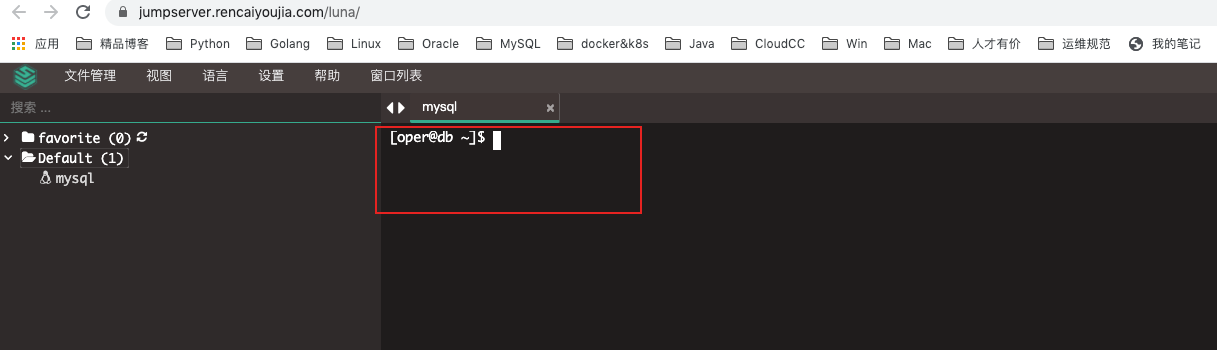 jumpserver.rencaiyoujia.com/luna/
应用 精品博客 Python Golang Linux Oracle MySQL docker&k8s Java CloudCC Win Mac 人才有价 运维规范 我的笔记
文件管理 视图 语言 设置 帮助 窗口列表
搜索 ... mysql ×
favorite (0) [oper@db ~]$
Default (1)
mysql